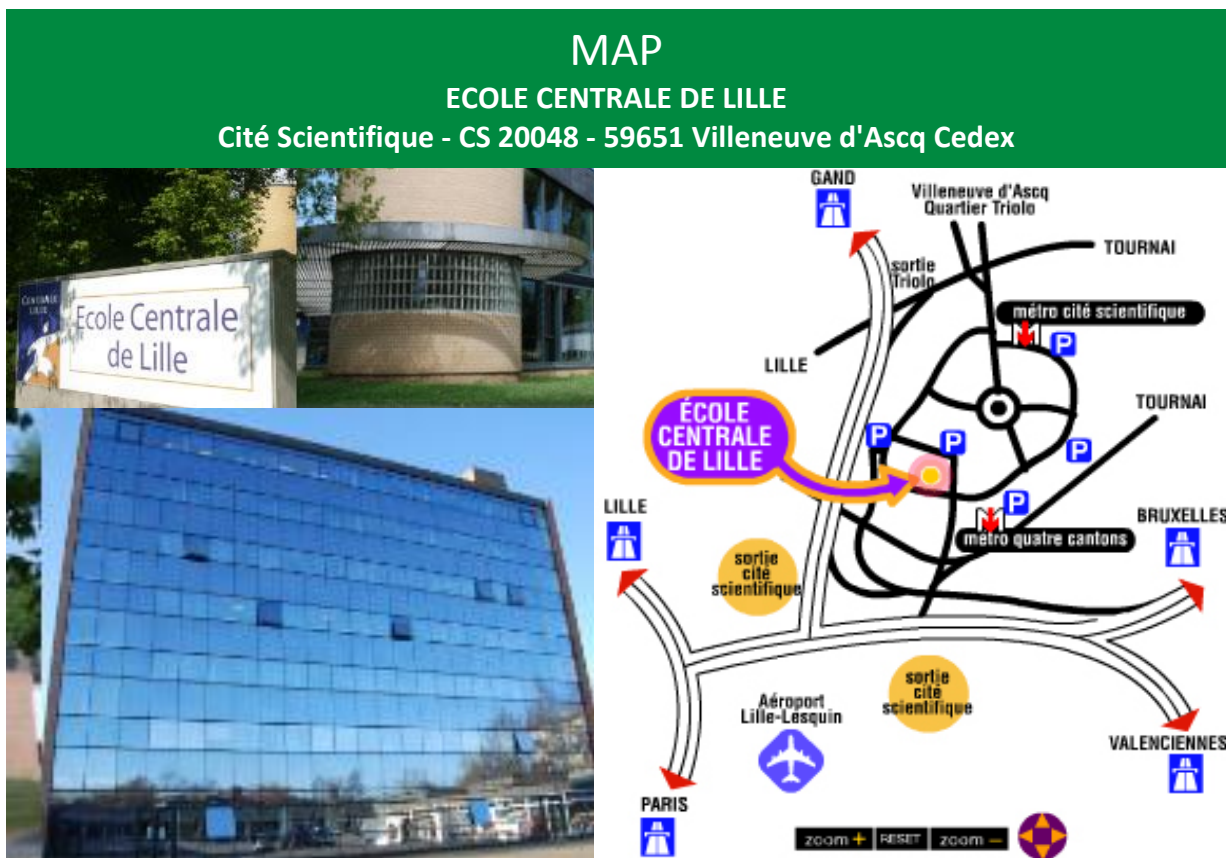 MAP
ECOLE CENTRALE DE LILLE
Cité Scientifique - CS 20048 - 59651 Villeneuve d'Ascq Cedex
CENTRALE
LILLE
Ecole Centrale
de Lille
GAND
Villeneuve d'Ascq
Quartier Triolo
TOURNAI
sortie
Triolo
métro cité scientifique
P
LILLE
TOURNAI
ÉCOLE
CENTRALE
DE LILLE
P
P
P
LILLE
P
BRUXELLES
métro quatre cantons
sortie
cité
scientifique
sortie
cité
scientifique
Aéroport
Lille-Lesquin
VALENCIENNES
PARIS
zoom + RESET zoom -